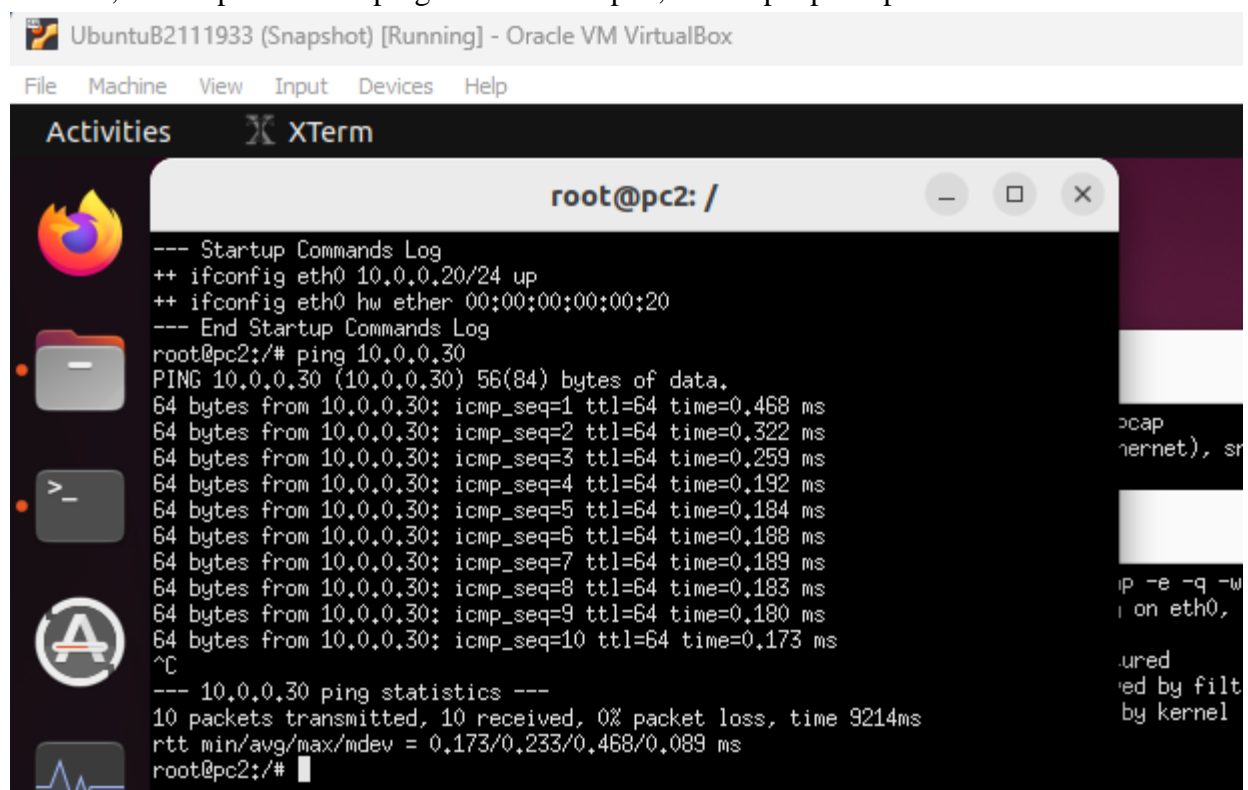 UbuntuB2111933 (Snapshot) [Running] - Oracle VM VirtualBox
File Machine View Input Devices Help
Activities XTerm
root@pc2: /
--- Startup Commands Log
++ ifconfig eth0 10.0.0.20/24 up
++ ifconfig eth0 hw ether 00:00:00:00:00:20
--- End Startup Commands Log
root@pc2:/# ping 10.0.0.30
PING 10.0.0.30 (10.0.0.30) 56(84) bytes of data.
64 bytes from 10.0.0.30: icmp_seq=1 ttl=64 time=0.468 ms
64 bytes from 10.0.0.30: icmp_seq=2 ttl=64 time=0.322 ms
64 bytes from 10.0.0.30: icmp_seq=3 ttl=64 time=0.259 ms
64 bytes from 10.0.0.30: icmp_seq=4 ttl=64 time=0.192 ms
64 bytes from 10.0.0.30: icmp_seq=5 ttl=64 time=0.184 ms
64 bytes from 10.0.0.30: icmp_seq=6 ttl=64 time=0.188 ms
64 bytes from 10.0.0.30: icmp_seq=7 ttl=64 time=0.189 ms
64 bytes from 10.0.0.30: icmp_seq=8 ttl=64 time=0.183 ms
64 bytes from 10.0.0.30: icmp_seq=9 ttl=64 time=0.180 ms
64 bytes from 10.0.0.30: icmp_seq=10 ttl=64 time=0.173 ms
^C
--- 10.0.0.30 ping statistics ---
10 packets transmitted, 10 received, 0% packet loss, time 9214ms
rtt min/avg/max/mdev = 0.173/0.233/0.468/0.089 ms
root@pc2:/#
-e -q -w
on eth0,
by filt
by kernel